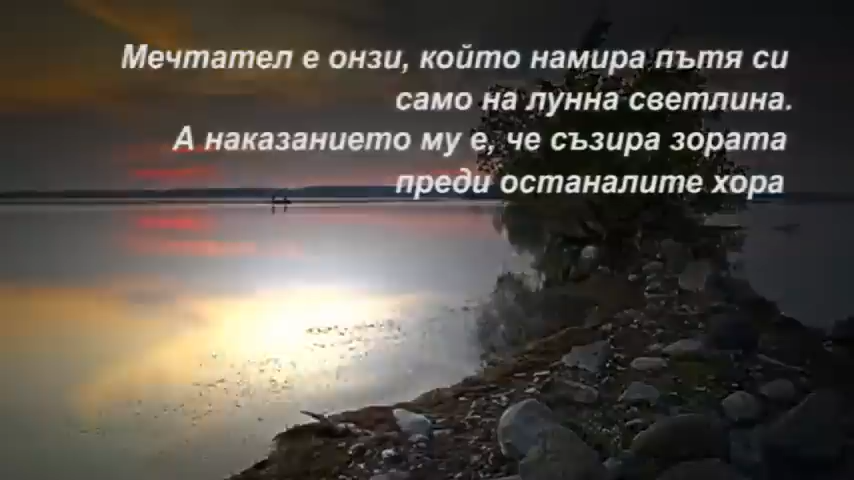 Мечтател е онзи, който намира пътя си
само на лунна светлина.
А наказанието му е, че съзира зората
преди останалите хора